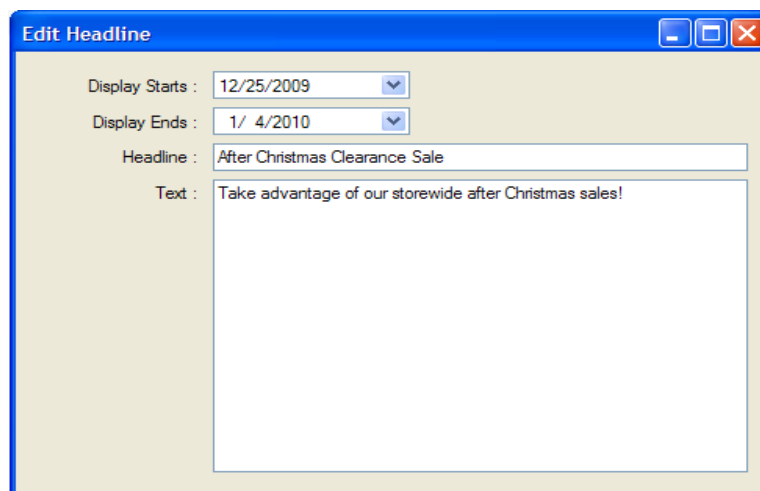 Edit Headline
Display Starts : 12/25/2009
Display Ends : 1/ 4/2010
Headline : After Christmas Clearance Sale
Text : Take advantage of our storewide after Christmas sales!